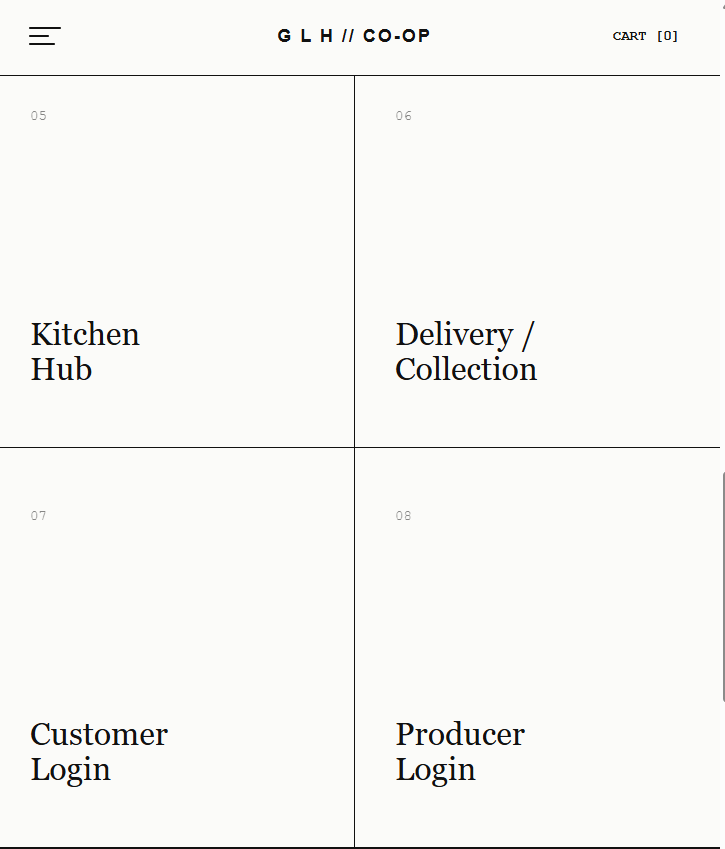 G L H // CO-OP
CART [0]
05
06
Kitchen
Hub
Delivery /
Collection
07
08
Customer
Login
Producer
Login